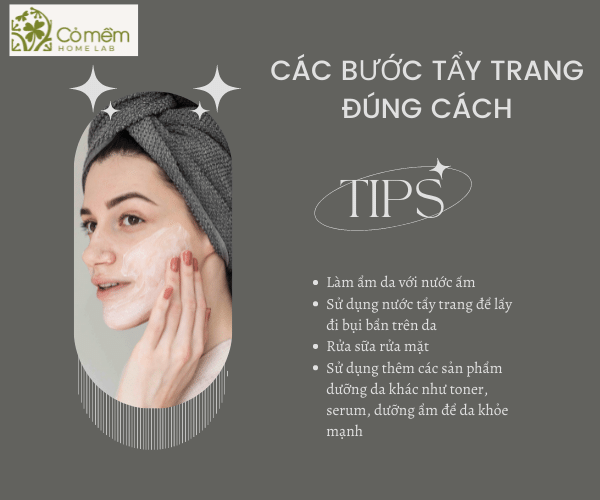 Cỏ mềm
HOME LAB
CÁC BƯỚC TẨY TRANG
ĐÚNG CÁCH
TIPS
Làm ẩm da với nước ấm
Sử dụng nước tẩy trang để lấy
đi bụi bẩn trên da
Rửa sữa rửa mặt
Sử dụng thêm các sản phẩm
dưỡng da khác như toner,
serum, dưỡng ẩm để da khỏe
mạnh